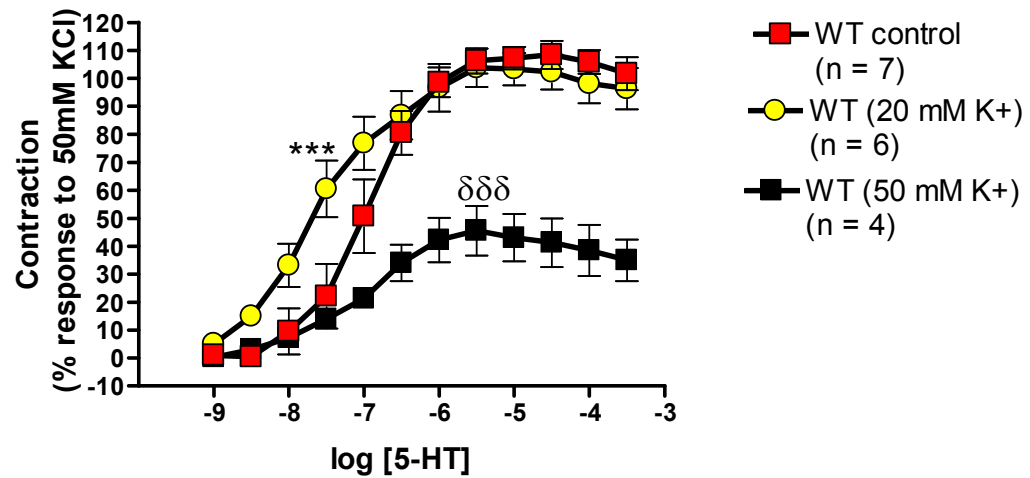 Contraction
(% response to 50mM KCl)
120
110
100
90
80
70
60
50
40
30
20
10
0
-10
***
δδδ
-9
-8
-7
-6
-5
-4
-3
log [5-HT]
WT control
(n = 7)
WT (20 mM K+)
(n = 6)
WT (50 mM K+)
(n = 4)